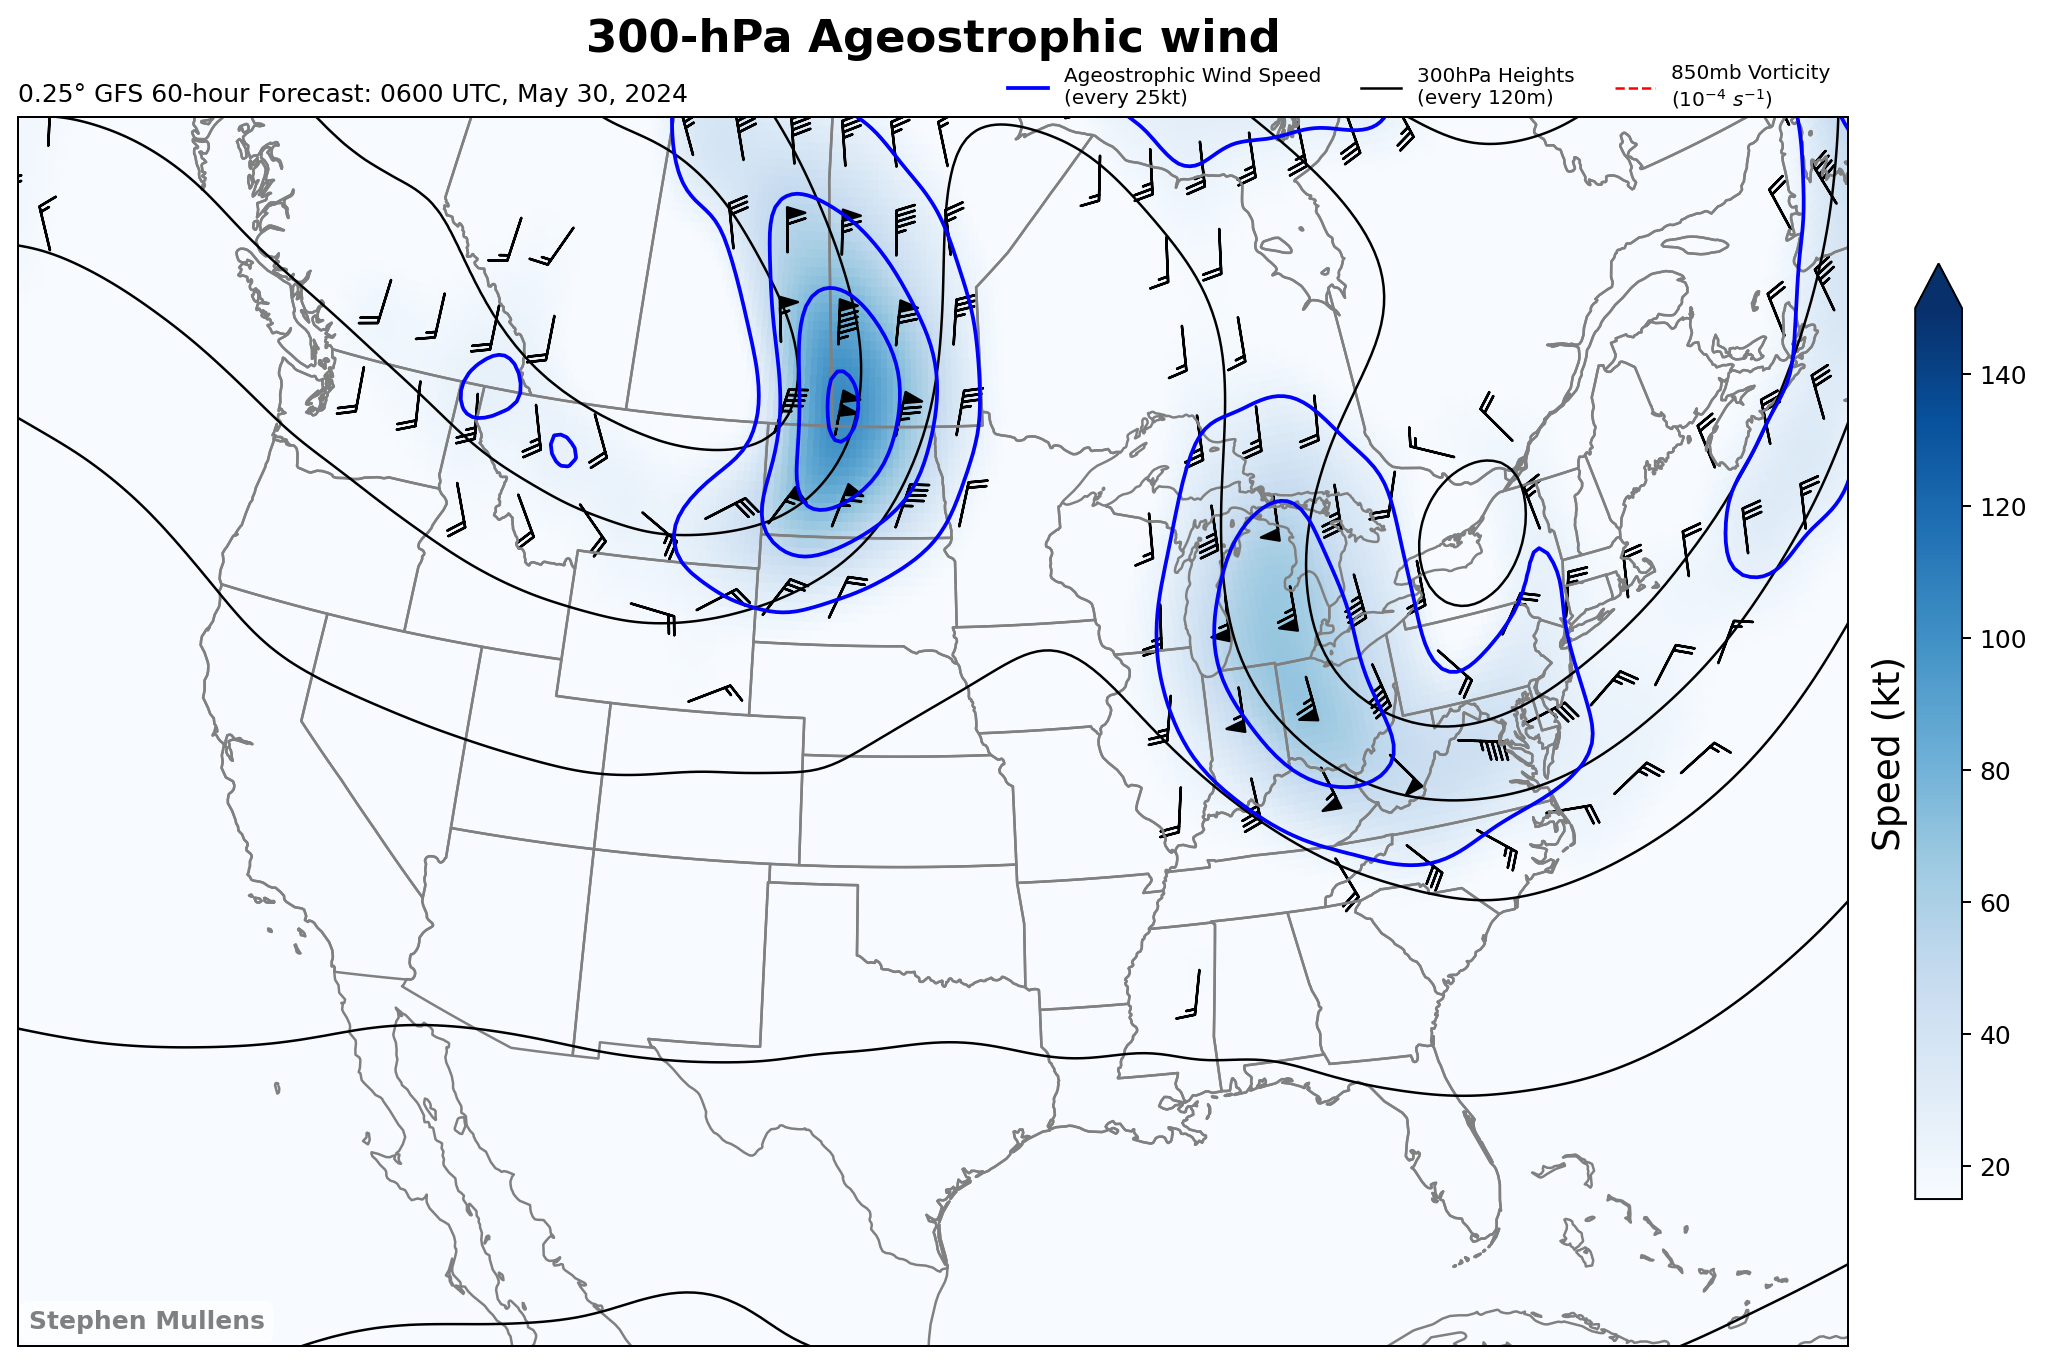 300-hPa Ageostrophic wind
0.25° GFS 60-hour Forecast: 0600 UTC, May 30, 2024
Ageostrophic Wind Speed
(every 25kt)
300hPa Heights
(every 120m)
850mb Vorticity
(10⁻⁴ s⁻¹)
140
120
100
80
60
40
20
Speed (kt)
Stephen Mullens